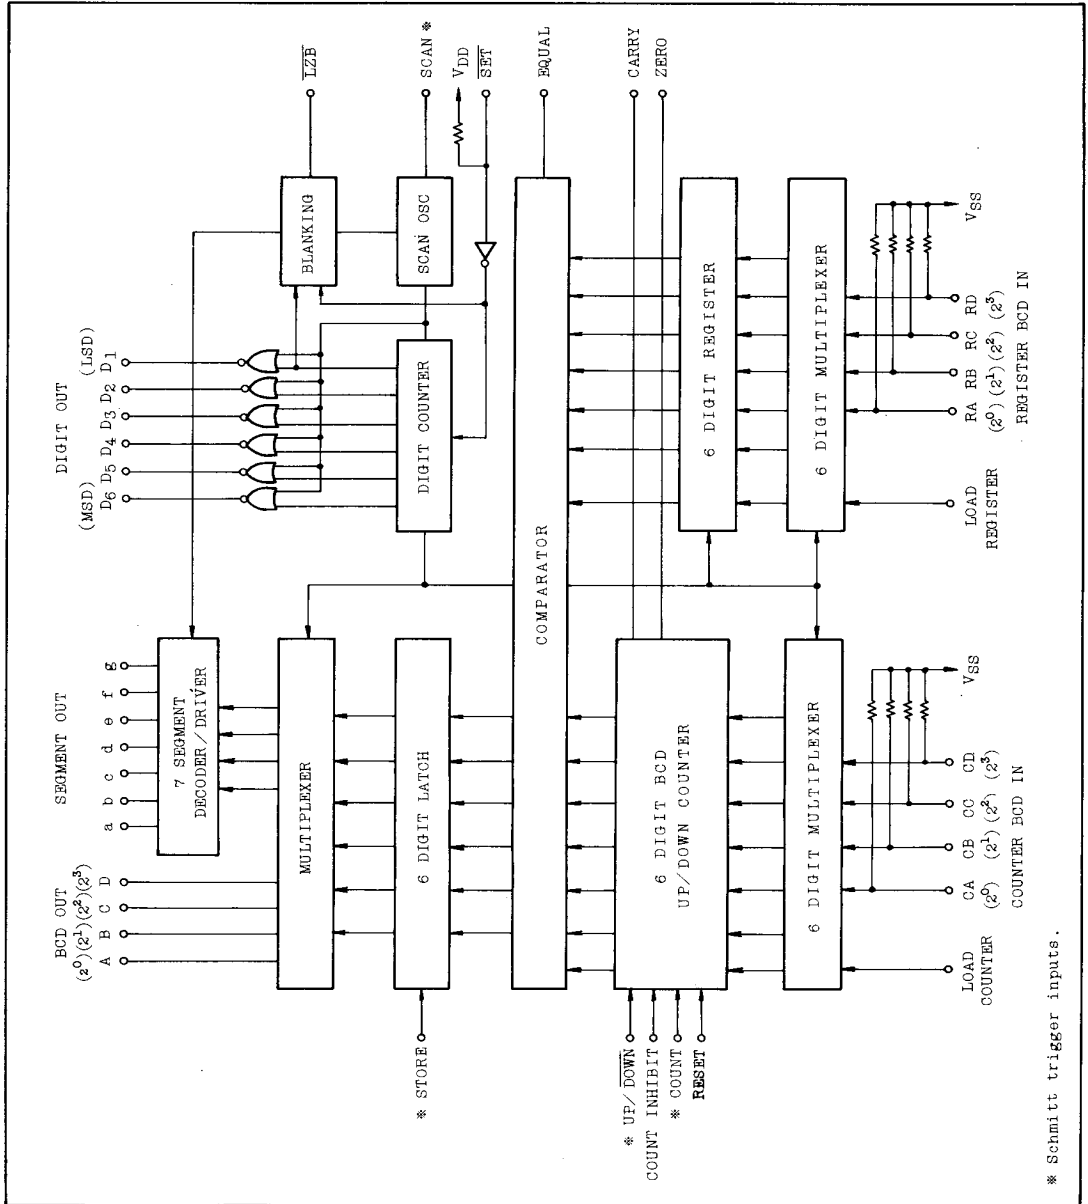 BCD OUT
(2⁰)(2¹)(2²)(2³)
A B C D
SEGMENT OUT
a b c d e f g
DIGIT OUT
(MSD) (LSD)
D6 D5 D4 D3 D2 D1
7 SEGMENT
DECODER/DRIVER
BLANKING
L̅Z̅B̅
MULTIPLEXER
SCAN OSC
SCAN ※
※ STORE
6 DIGIT LATCH
DIGIT COUNTER
VDD
S̅E̅T̅
COMPARATOR
EQUAL
※ UP/D̅O̅W̅N̅
COUNT INHIBIT
※ COUNT
RESET
6 DIGIT BCD
UP/DOWN COUNTER
CARRY
ZERO
6 DIGIT REGISTER
6 DIGIT MULTIPLEXER
6 DIGIT MULTIPLEXER
VSS
VSS
LOAD
COUNTER
CA CB CC CD
(2⁰) (2¹) (2²) (2³)
COUNTER BCD IN
LOAD
REGISTER
RA RB RC RD
(2⁰) (2¹) (2²) (2³)
REGISTER BCD IN
※ Schmitt trigger inputs.